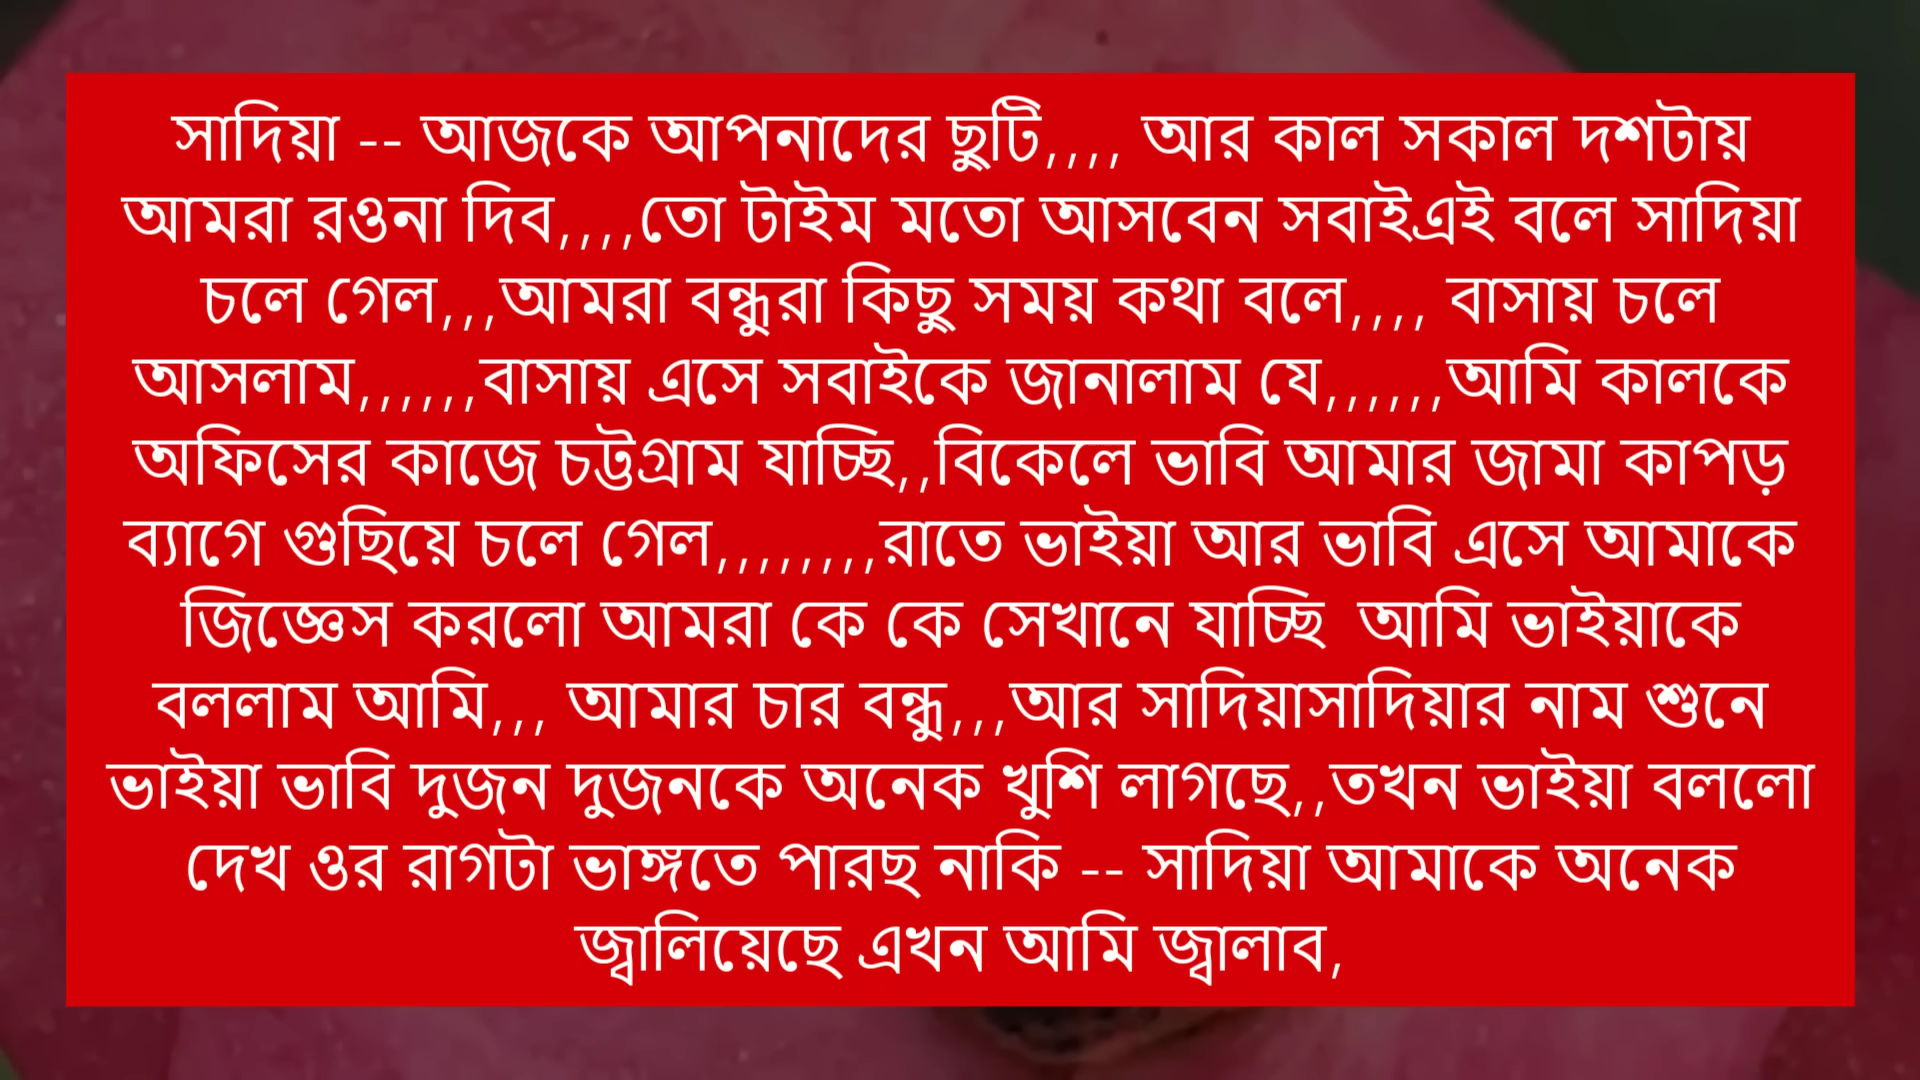 সাদিয়া -- আজকে আপনাদের ছুটি,,,, আর কাল সকাল দশটায়
আমরা রওনা দিব,,,,তো টাইম মতো আসবেন সবাইএই বলে সাদিয়া
চলে গেল,,,আমরা বন্ধুরা কিছু সময় কথা বলে,,,, বাসায় চলে
আসলাম,,,,,,বাসায় এসে সবাইকে জানালাম যে,,,,,,আমি কালকে
অফিসের কাজে চট্টগ্রাম যাচ্ছি,,বিকেলে ভাবি আমার জামা কাপড়
ব্যাগে গুছিয়ে চলে গেল,,,,,,,,রাতে ভাইয়া আর ভাবি এসে আমাকে
জিজ্ঞেস করলো আমরা কে কে সেখানে যাচ্ছি  আমি ভাইয়াকে
বললাম আমি,,, আমার চার বন্ধু,,,আর সাদিয়াসাদিয়ার নাম শুনে
ভাইয়া ভাবি দুজন দুজনকে অনেক খুশি লাগছে,,তখন ভাইয়া বললো
দেখ ওর রাগটা ভাঙ্গতে পারছ নাকি -- সাদিয়া আমাকে অনেক
জ্বালিয়েছে এখন আমি জ্বালাব,